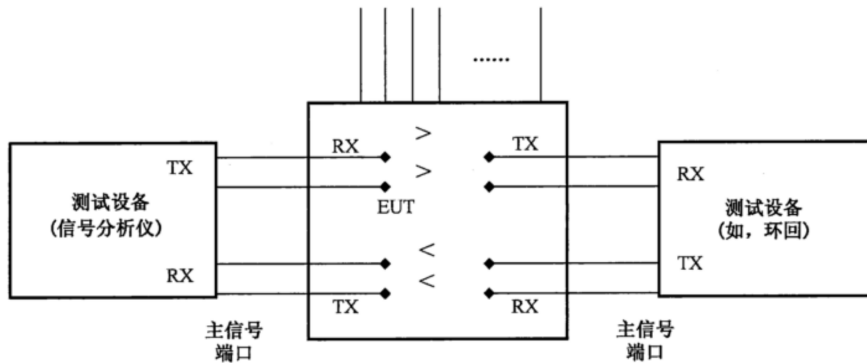 ......
RX
>
TX
TX
>
RX
测试设备
(信号分析仪)
EUT
测试设备
(如，环回)
<
RX
<
TX
TX
RX
主信号
端口
主信号
端口